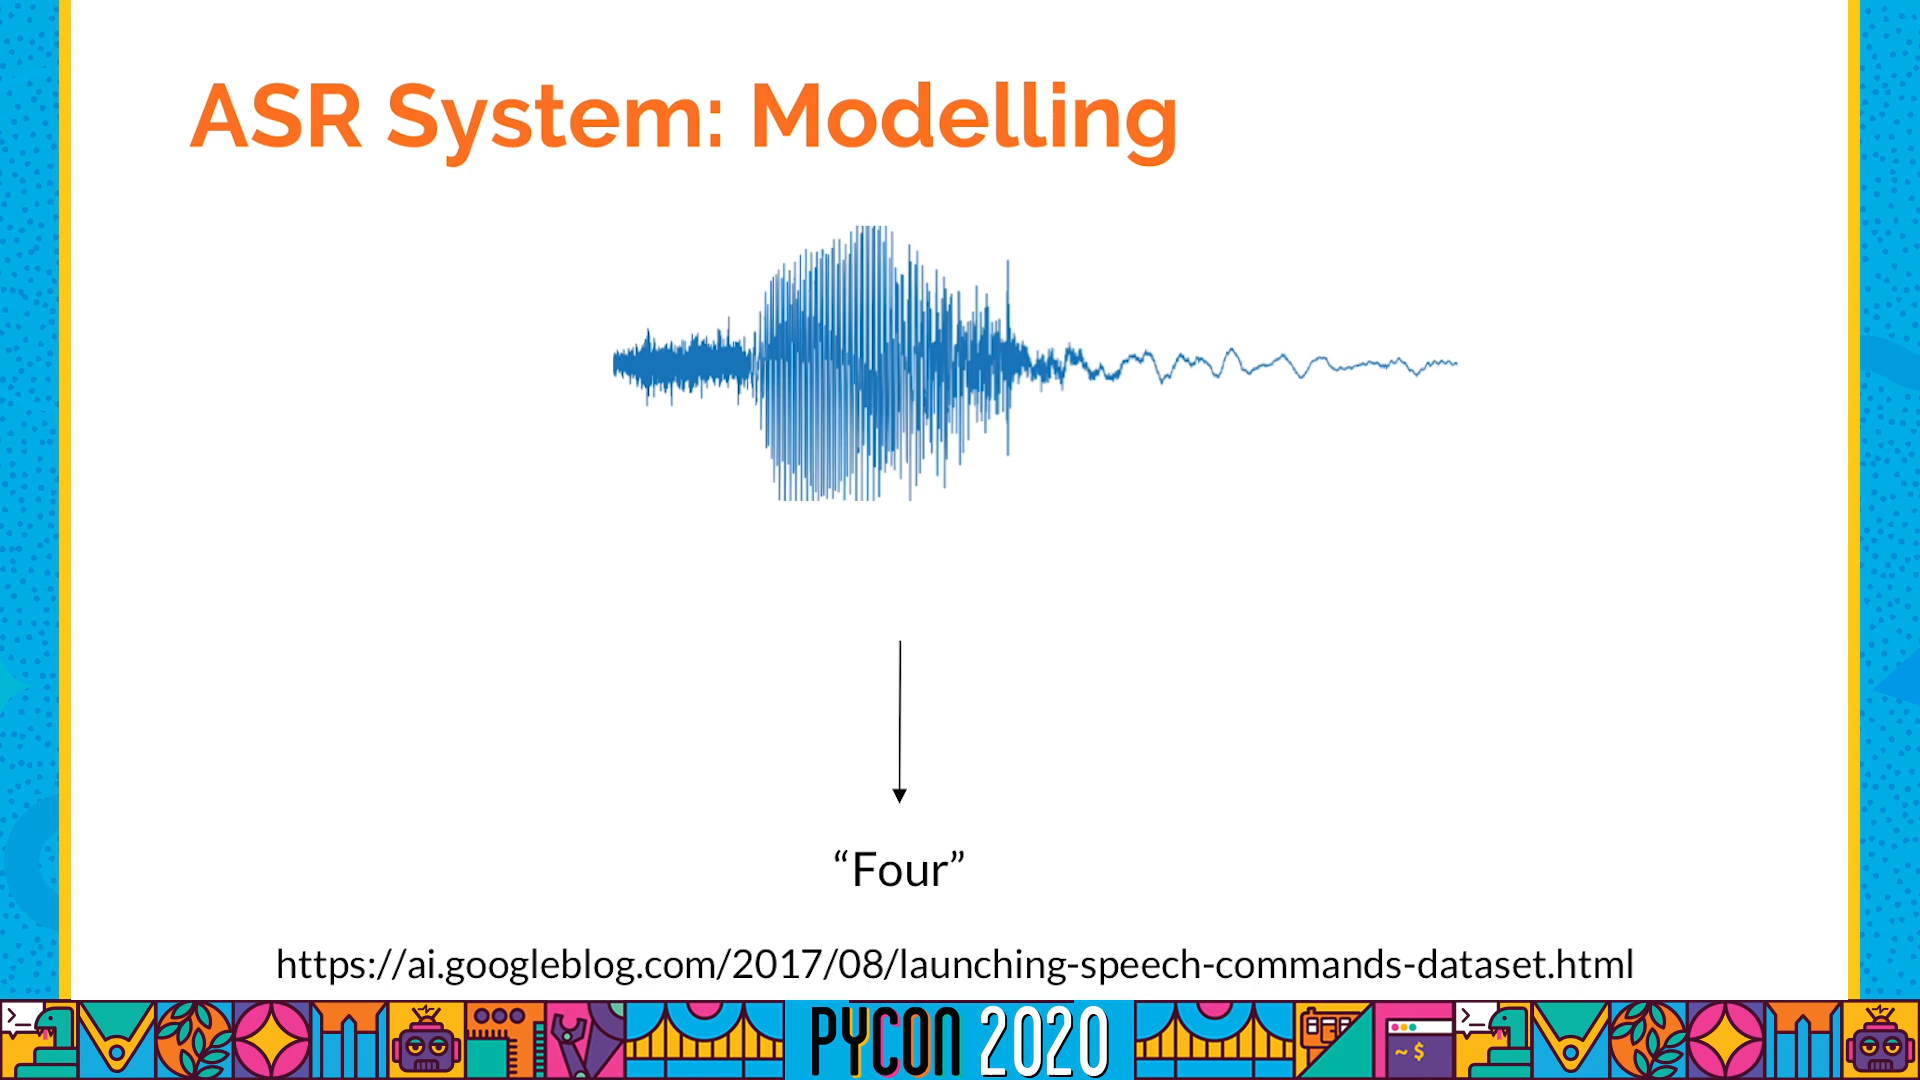 ASR System: Modelling
“Four”
https://ai.googleblog.com/2017/08/launching-speech-commands-dataset.html
PYCON 2020
~ $